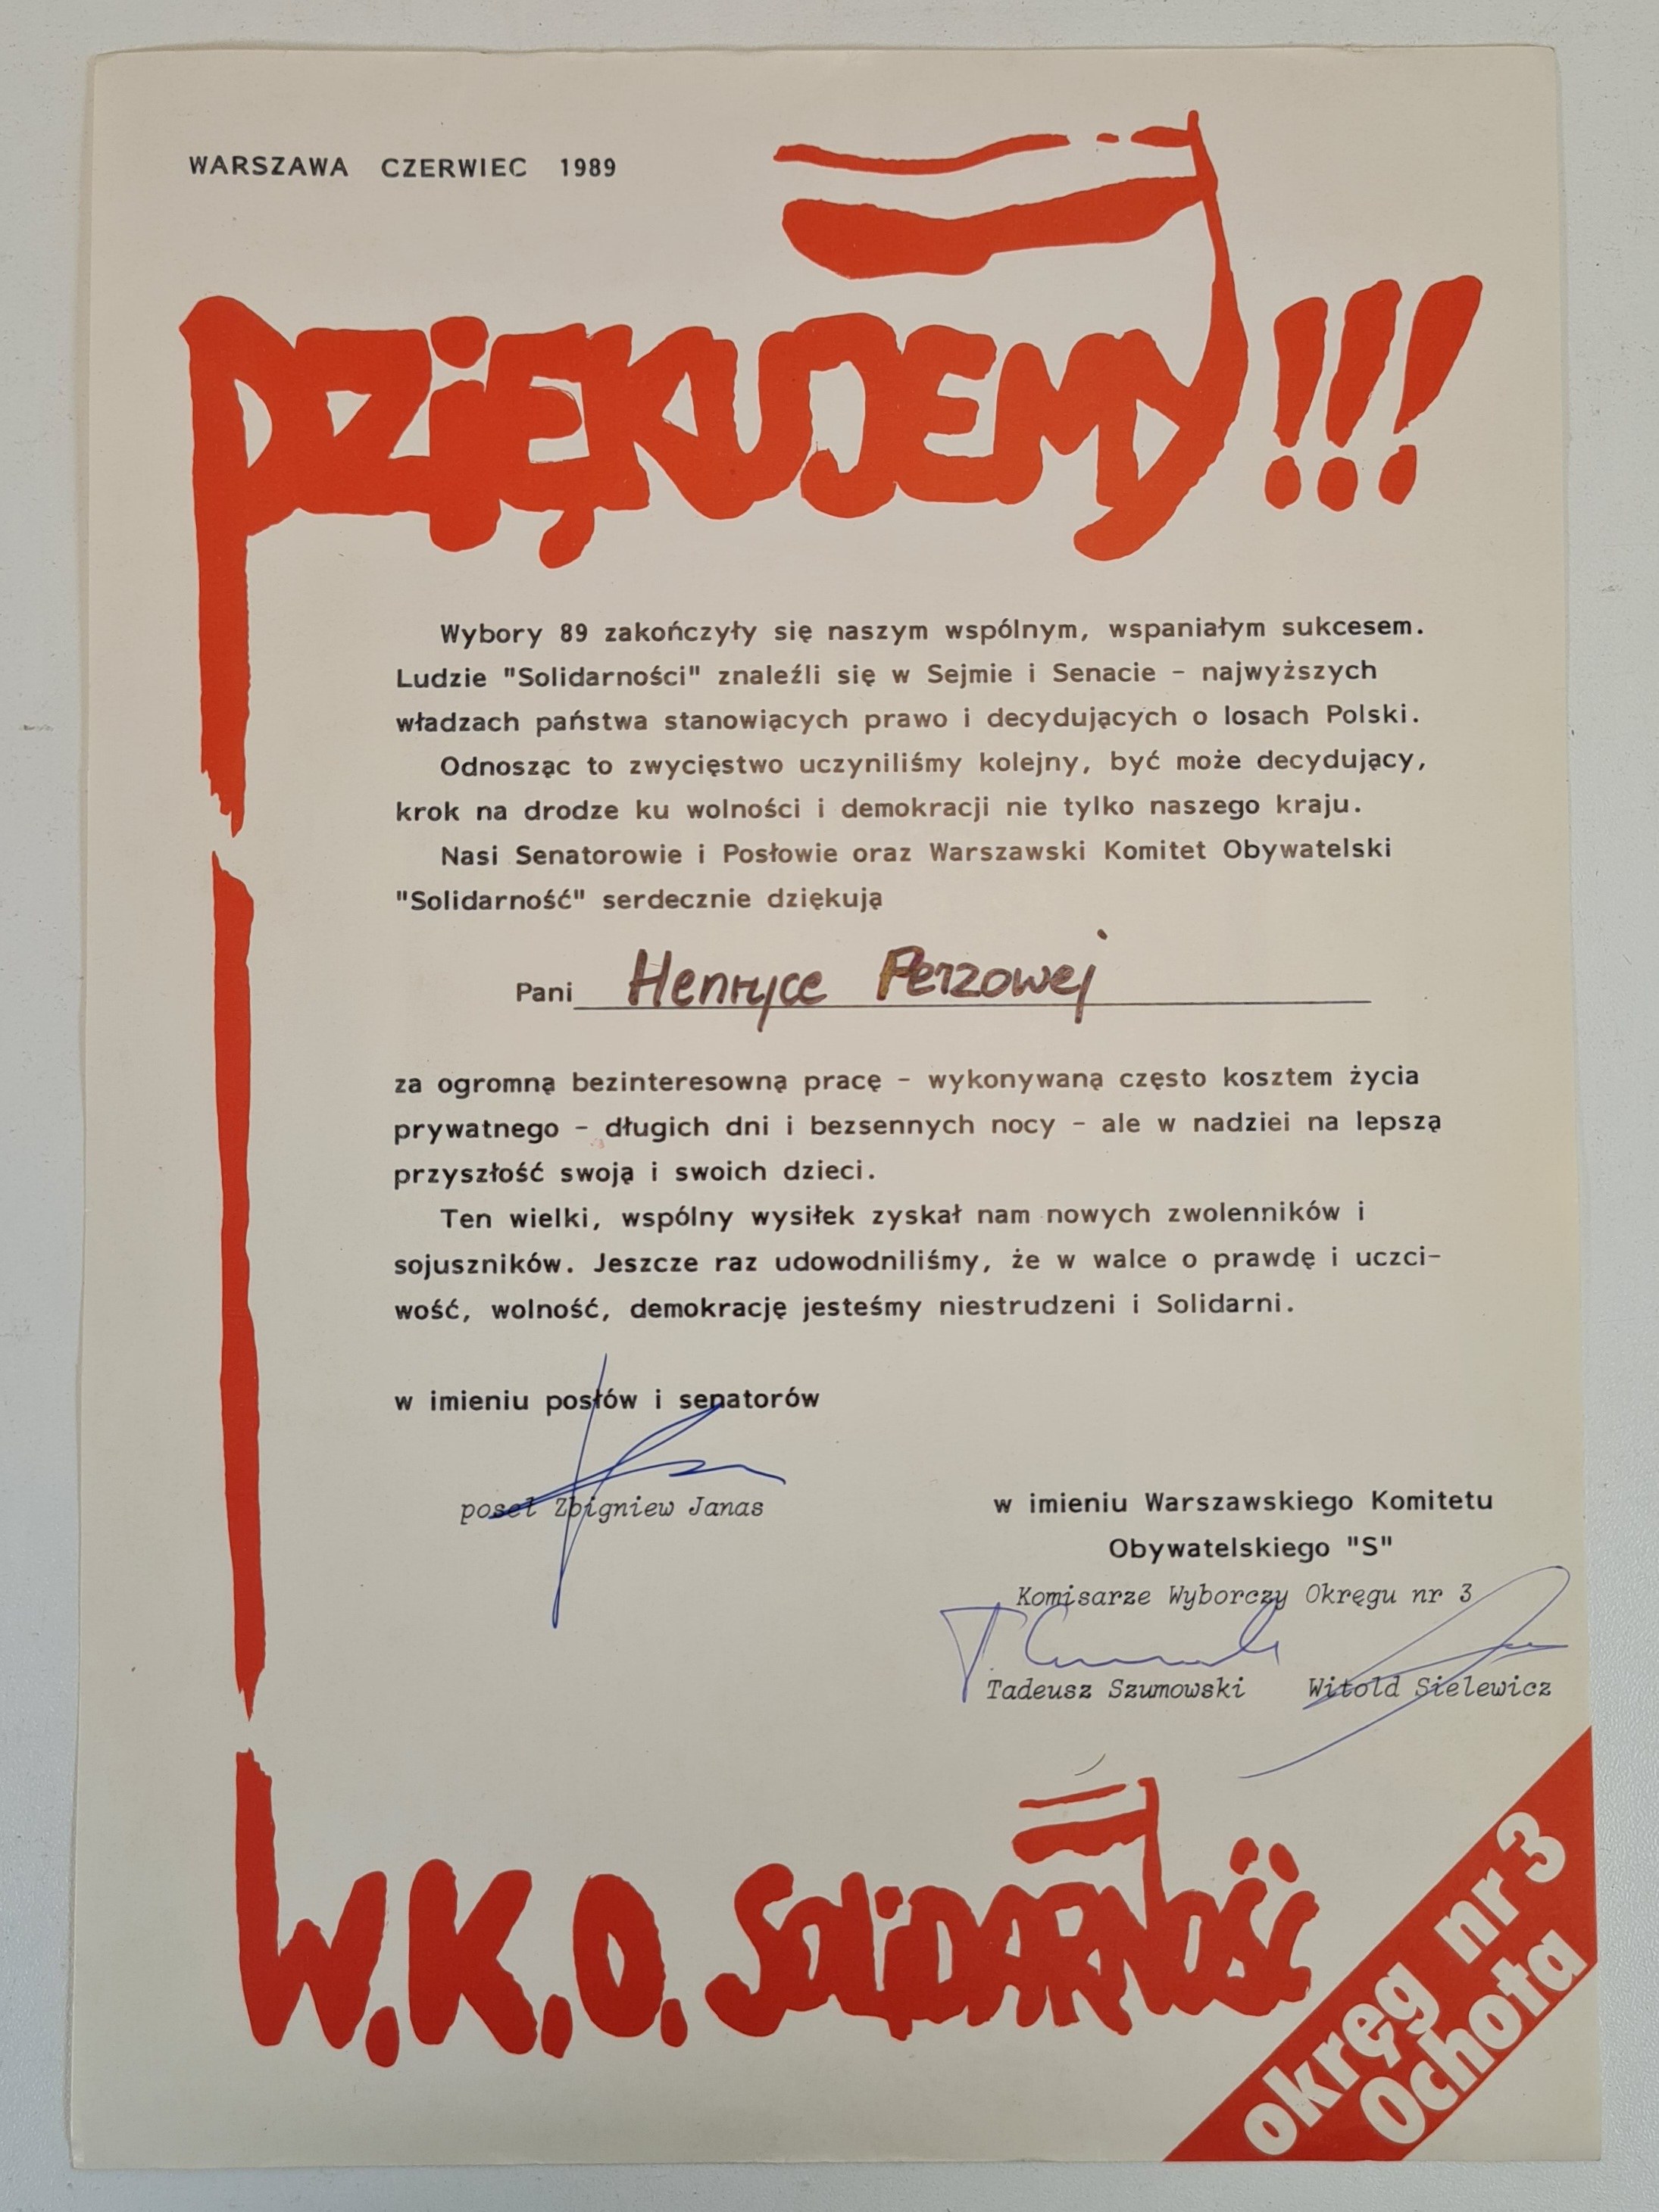 WARSZAWA CZERWIEC 1989
DZIĘKUJEMY!!!
Wybory 89 zakończyły się naszym wspólnym, wspaniałym sukcesem.
Ludzie "Solidarności" znaleźli się w Sejmie i Senacie - najwyższych
władzach państwa stanowiących prawo i decydujących o losach Polski.
Odnosząc to zwycięstwo uczyniliśmy kolejny, być może decydujący,
krok na drodze ku wolności i demokracji nie tylko naszego kraju.
Nasi Senatorowie i Posłowie oraz Warszawski Komitet Obywatelski
"Solidarność" serdecznie dziękują
Pani Henryce Perzowej
za ogromną bezinteresowną pracę - wykonywaną często kosztem życia
prywatnego - długich dni i bezsennych nocy - ale w nadziei na lepszą
przyszłość swoją i swoich dzieci.
Ten wielki, wspólny wysiłek zyskał nam nowych zwolenników i
sojuszników. Jeszcze raz udowodniliśmy, że w walce o prawdę i uczci-
wość, wolność, demokrację jesteśmy niestrudzeni i Solidarni.
w imieniu posłów i senatorów
poseł Zbigniew Janas
w imieniu Warszawskiego Komitetu
Obywatelskiego "S"
Komisarze Wyborczy Okręgu nr 3
Tadeusz Szumowski Witold Sielewicz
W.K.O. SOLIDARNOŚĆ
okręg nr 3
Ochota